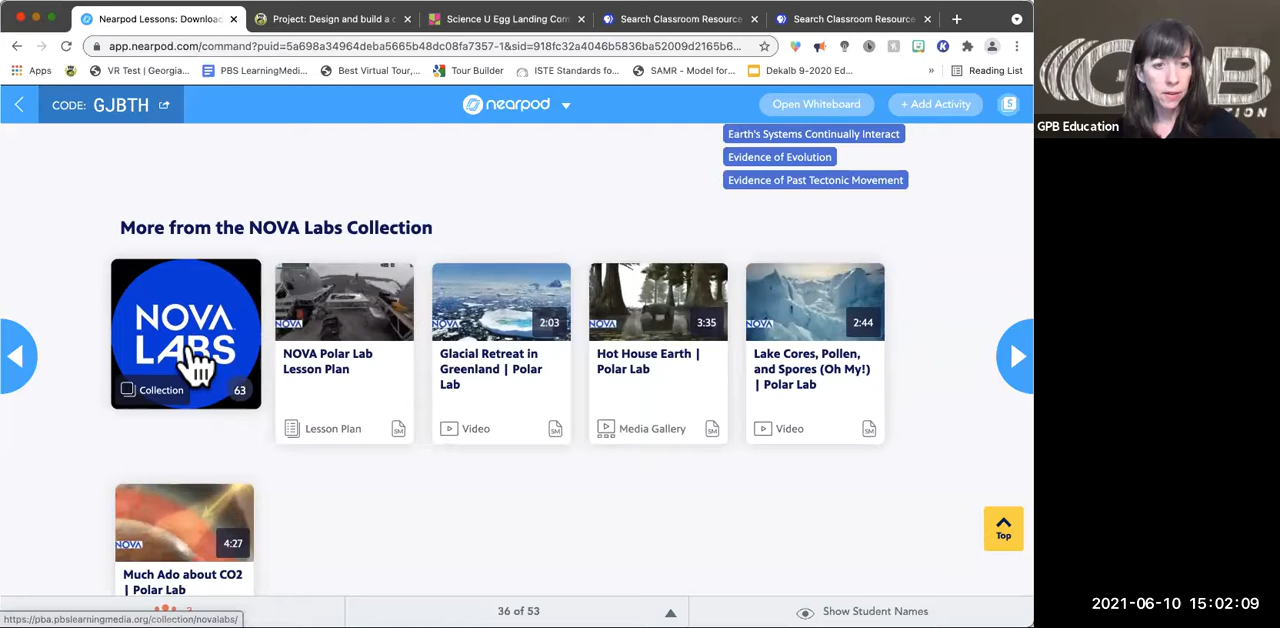 Nearpod Lessons: Downloac
Project: Design and build a c
Science U Egg Landing Com
Search Classroom Resource
Search Classroom Resource
app.nearpod.com/command?puid=5a698a34964deba5665b48dc08fa7357-1&sid=918fc32a4046b5836ba52009d2165b6...
Apps
VR Test | Georgia...
PBS LearningMedi...
Best Virtual Tour,...
Tour Builder
ISTE Standards fo...
SAMR - Model for...
Dekalb 9-2020 Ed...
»
Reading List
CODE: GJBTH
nearpod
Open Whiteboard
+ Add Activity
S
Earth's Systems Continually Interact
Evidence of Evolution
Evidence of Past Tectonic Movement
More from the NOVA Labs Collection
NOVA
LABS
Collection
63
NOVA
NOVA Polar Lab
Lesson Plan
Lesson Plan
SM
NOVA
2:03
Glacial Retreat in
Greenland | Polar
Lab
Video
SM
NOVA
3:35
Hot House Earth |
Polar Lab
Media Gallery
SM
NOVA
2:44
Lake Cores, Pollen,
and Spores (Oh My!)
| Polar Lab
Video
SM
NOVA
4:27
Much Ado about CO2
| Polar Lab
Top
https://pba.pbslearningmedia.org/collection/novalabs/
36 of 53
Show Student Names
GPB Education
2021-06-10 15:02:09